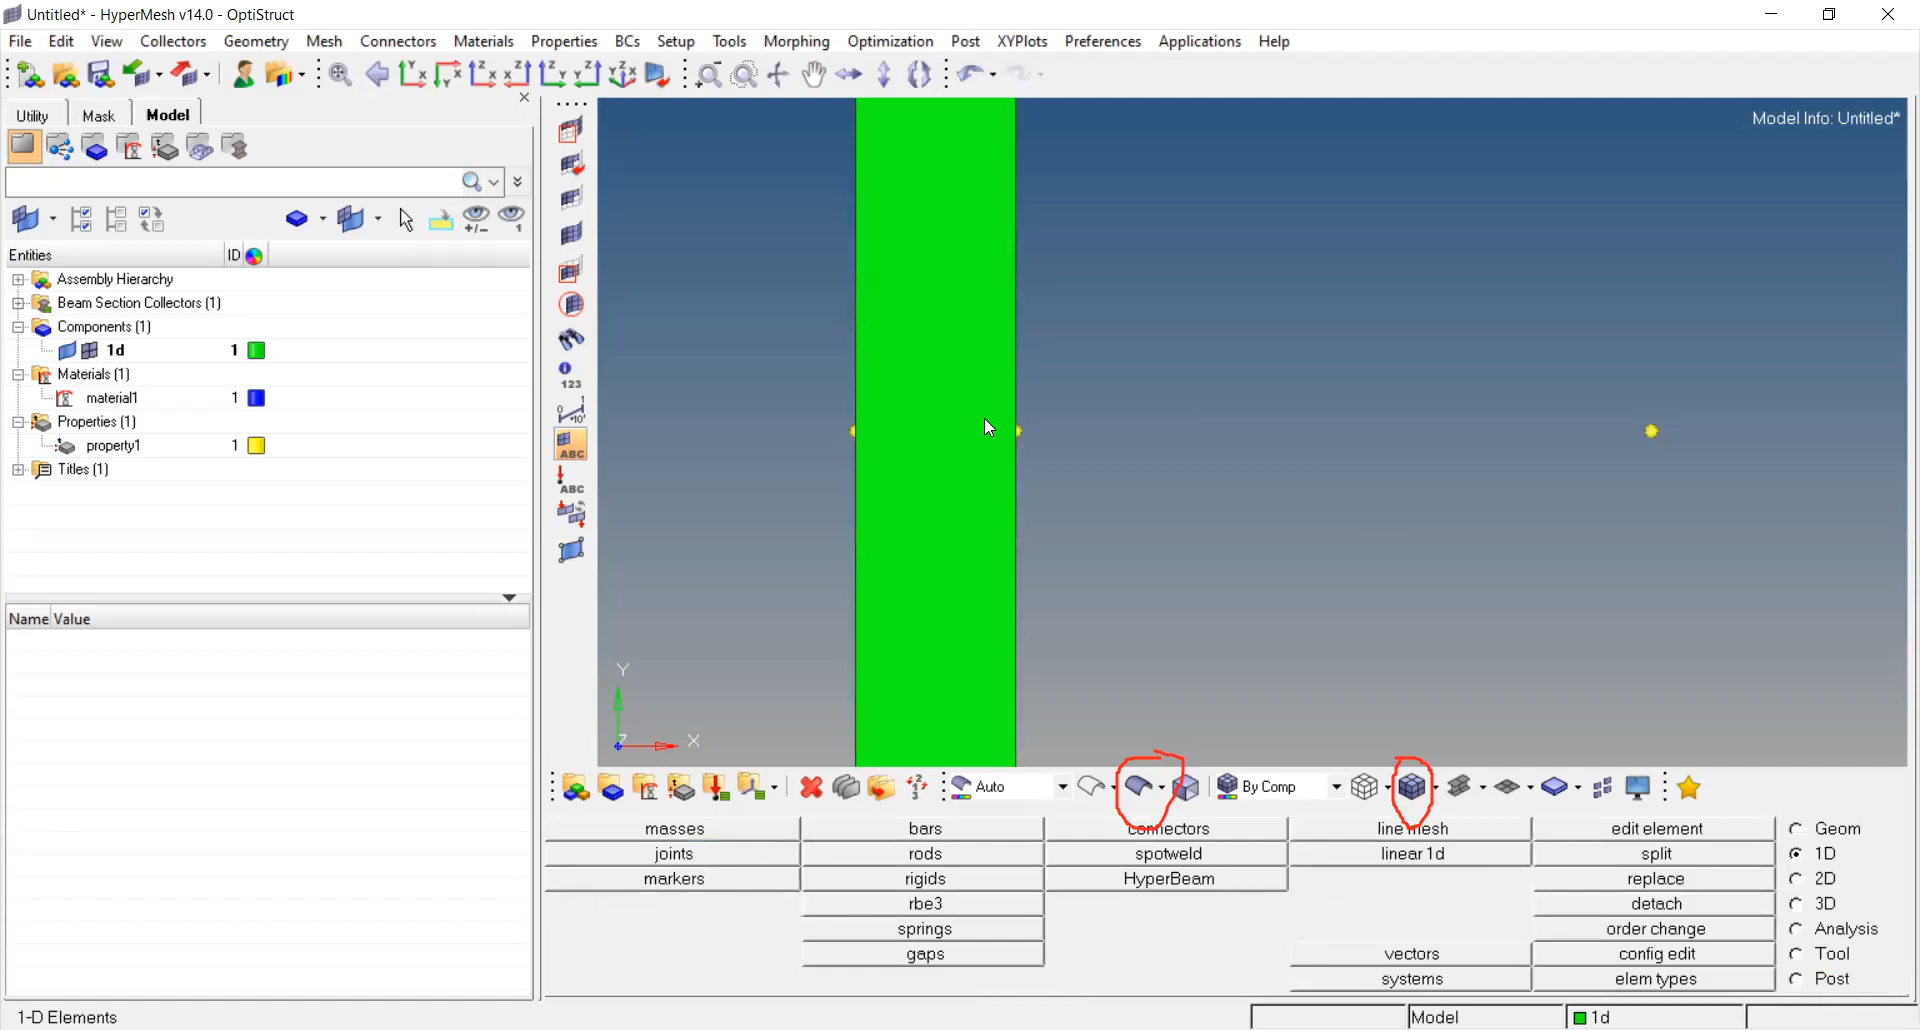 Untitled* - HyperMesh v14.0 - OptiStruct
File Edit View Collectors Geometry Mesh Connectors Materials Properties BCs Setup Tools Morphing Optimization Post XYPlots Preferences Applications Help
Utility Mask Model
Model Info: Untitled*
Entities ID
Assembly Hierarchy
Beam Section Collectors (1)
Components (1)
1d 1
Materials (1)
material1 1
Properties (1)
property1 1
Titles (1)
123
ABC
ABC
Name Value
Y
Z X
Auto By Comp
masses bars connectors line mesh edit element Geom
joints rods spotweld linear 1d split 1D
markers rigids HyperBeam replace 2D
rbe3 detach 3D
springs order change Analysis
gaps vectors config edit Tool
systems elem types Post
1-D Elements Model 1d